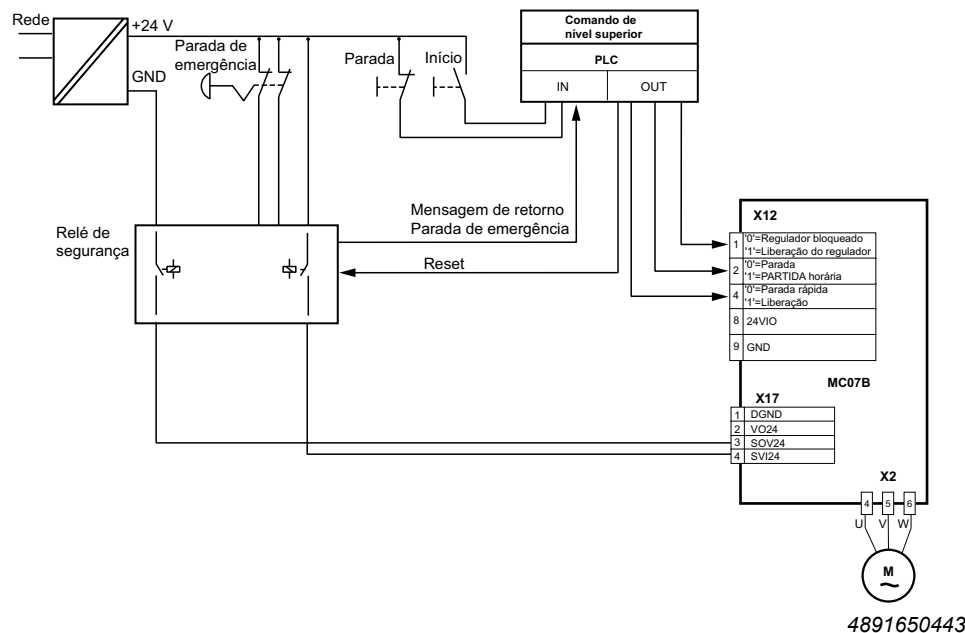 Rede
+24 V
GND
Parada de
emergência
Parada
Início
Comando de
nível superior
PLC
IN
OUT
Relé de
segurança
Mensagem de retorno
Parada de emergência
Reset
X12
1
'0'=Regulador bloqueado
'1'=Liberação do regulador
2
'0'=Parada
'1'=PARTIDA horária
4
'0'=Parada rápida
'1'=Liberação
8
24VIO
9
GND
MC07B
X17
1
DGND
2
VO24
3
SOV24
4
SVI24
X2
4
5
6
U
V
W
M
4891650443